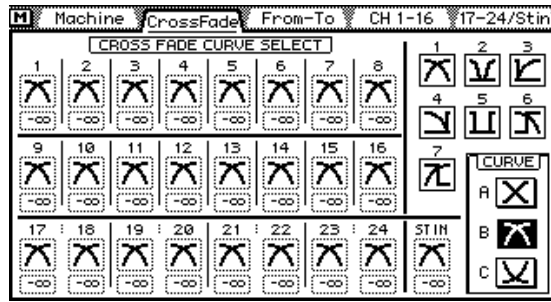 M Machine CrossFade From-To CH 1-16 17-24/Stin
CROSS FADE CURVE SELECT
1 2 3 4 5 6 7 8
-∞ -∞ -∞ -∞ -∞ -∞ -∞ -∞
9 10 11 12 13 14 15 16
-∞ -∞ -∞ -∞ -∞ -∞ -∞ -∞
17 : 18 19 : 20 21 : 22 23 : 24 STIN
-∞ -∞ -∞ -∞ -∞ -∞ -∞ -∞ -∞
1 2 3
4 5 6
7
CURVE
A
B
C